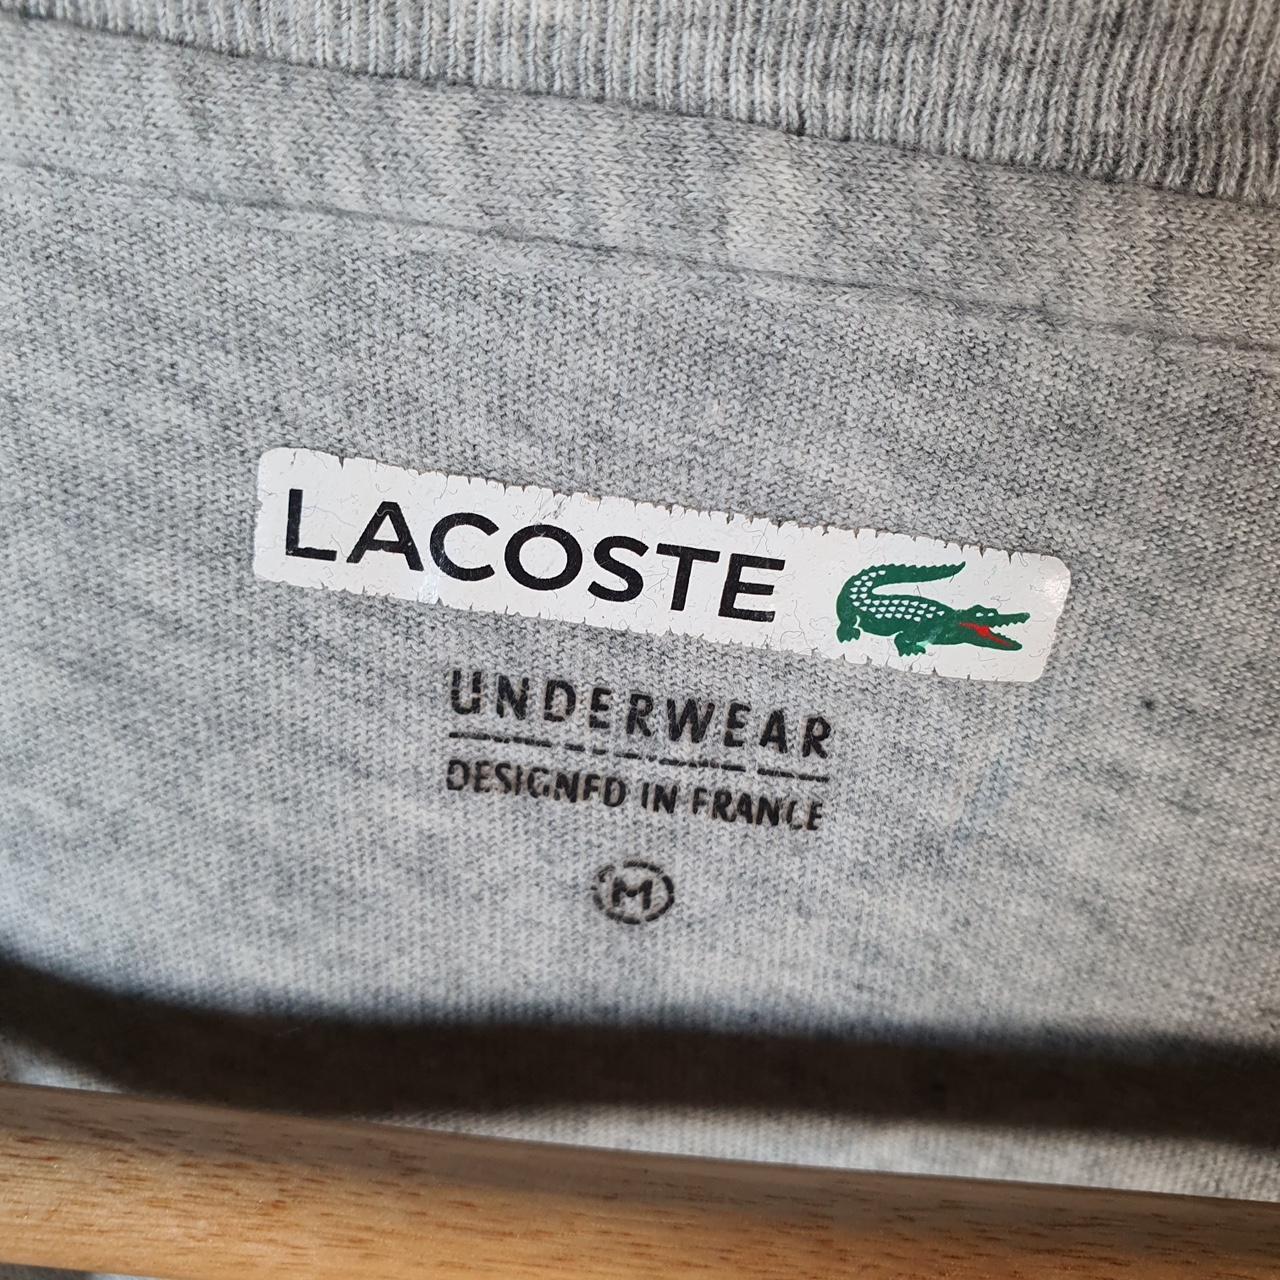 LACOSTE
UNDERWEAR
DESIGNED IN FRANCE
M